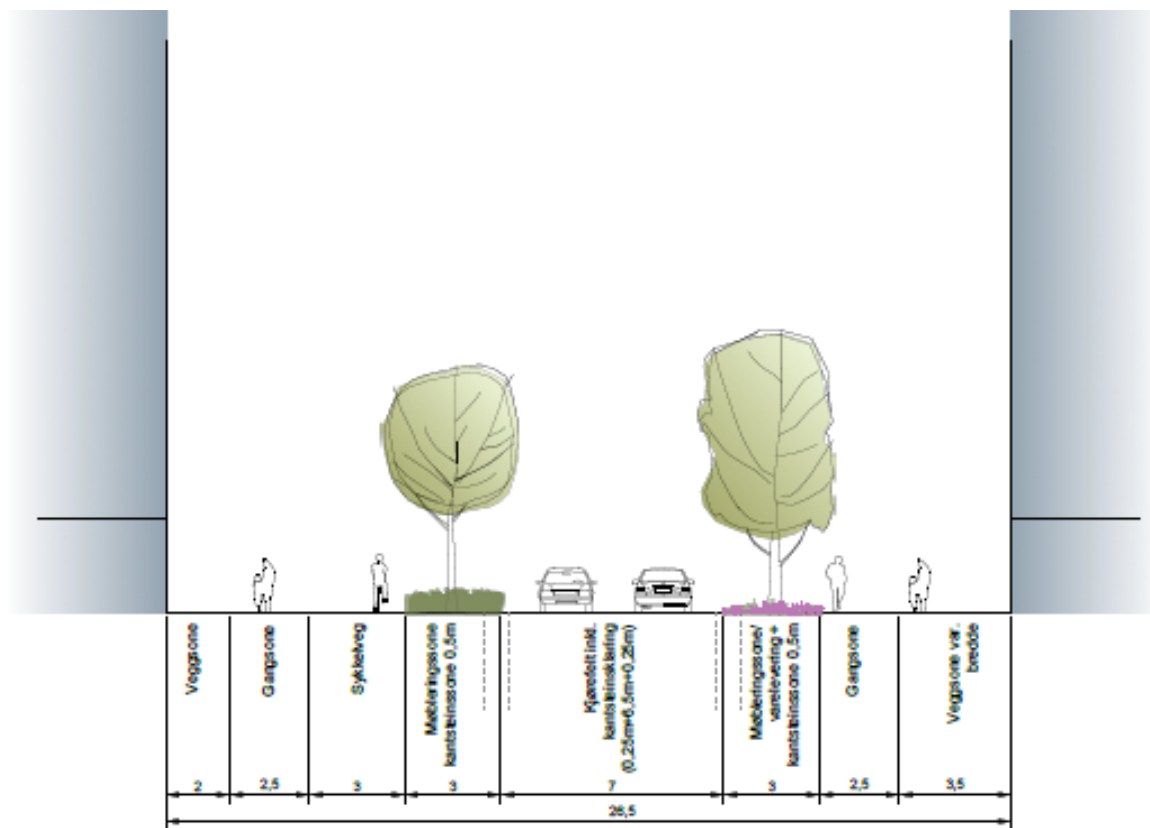 Veggsone
Gangsone
Sykkelveg
Møbleringssone
kantsteinssone 0,5m
Kjørefelt inkl.
kantsteinsklaring
(0,25m+6,5m+0,25m)
Møbleringssone/
varelevering +
kantsteinssone 0,5m
Gangsone
Veggsone var.
bredde
2
2,5
3
3
7
3
2,5
3,5
26,5